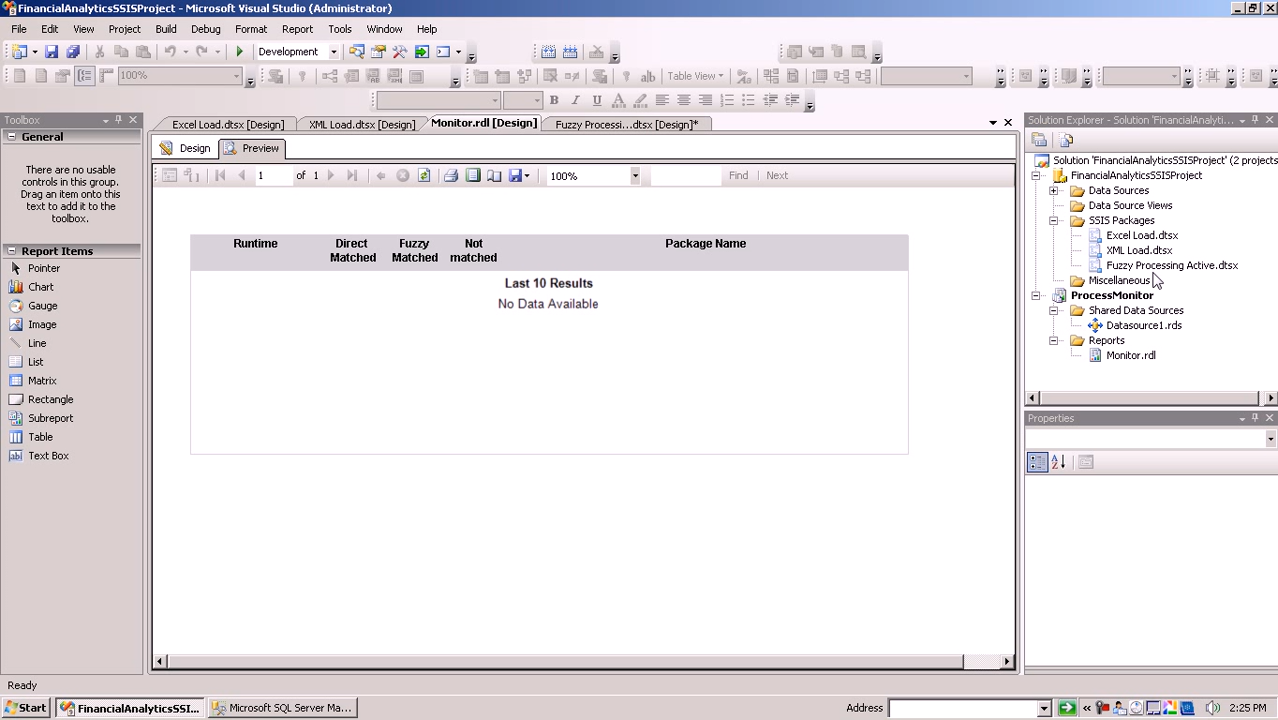 FinancialAnalyticsSSISProject - Microsoft Visual Studio (Administrator)
File Edit View Project Build Debug Format Report Tools Window Help
Development
100% Table View
B I U A
Toolbox
Excel Load.dtsx [Design] XML Load.dtsx [Design] Monitor.rdl [Design] Fuzzy Processi...c.dtsx [Design]*
Solution Explorer - Solution 'FinancialAnalyti...
General
There are no usable
controls in this group.
Drag an item onto this
text to add it to the
toolbox.
Report Items
Pointer
Chart
Gauge
Image
Line
List
Matrix
Rectangle
Subreport
Table
Text Box
Design Preview
1 of 1 100% Find Next
Runtime Direct Matched Fuzzy Matched Not matched Package Name
Last 10 Results
No Data Available
Solution 'FinancialAnalyticsSSISProject' (2 projects
FinancialAnalyticsSSISProject
Data Sources
Data Source Views
SSIS Packages
Excel Load.dtsx
XML Load.dtsx
Fuzzy Processing Active.dtsx
Miscellaneous
ProcessMonitor
Shared Data Sources
Datasource1.rds
Reports
Monitor.rdl
Properties
Ready
Start FinancialAnalyticsSSI... Microsoft SQL Server Ma... Address 2:25 PM